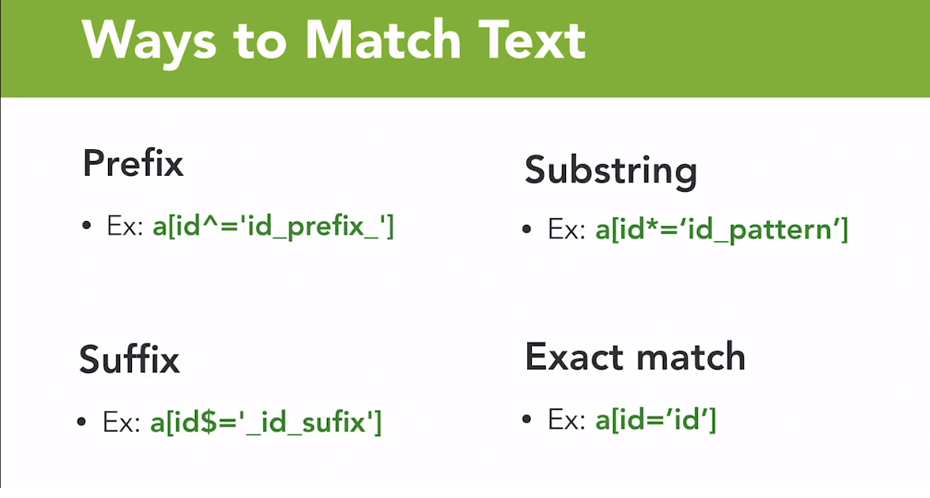 Ways to Match Text
Prefix
• Ex: a[id^='id_prefix_']
Substring
• Ex: a[id*=‘id_pattern’]
Suffix
• Ex: a[id$='_id_sufix']
Exact match
• Ex: a[id=‘id’]